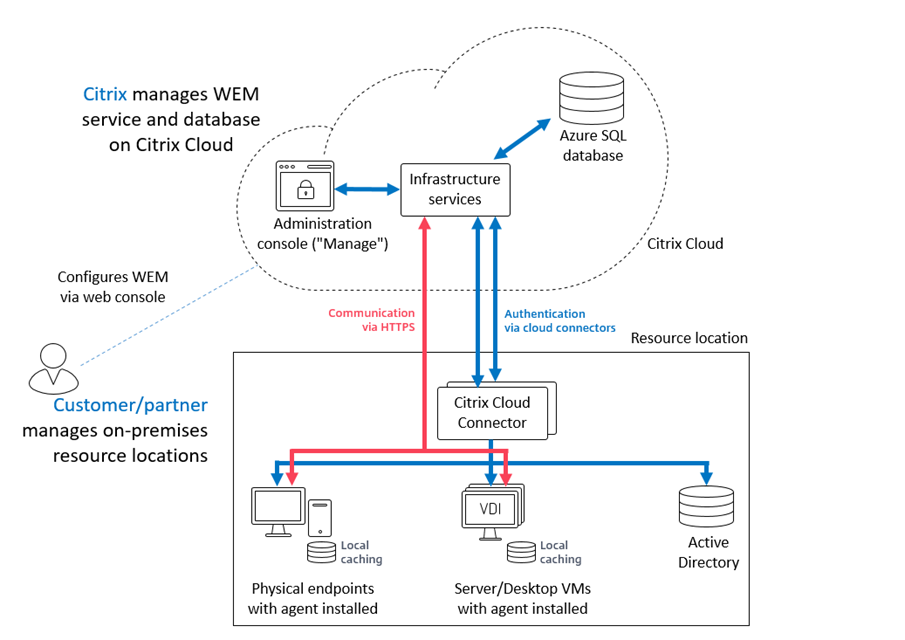 Citrix manages WEM
service and database
on Citrix Cloud
Azure SQL
database
Infrastructure
services
Administration
console ("Manage")
Citrix Cloud
Configures WEM
via web console
Communication
via HTTPS
Authentication
via cloud connectors
Resource location
Customer/partner
manages on-premises
resource locations
Citrix Cloud
Connector
VDI
Local
caching
Local
caching
Active
Directory
Physical endpoints
with agent installed
Server/Desktop VMs
with agent installed